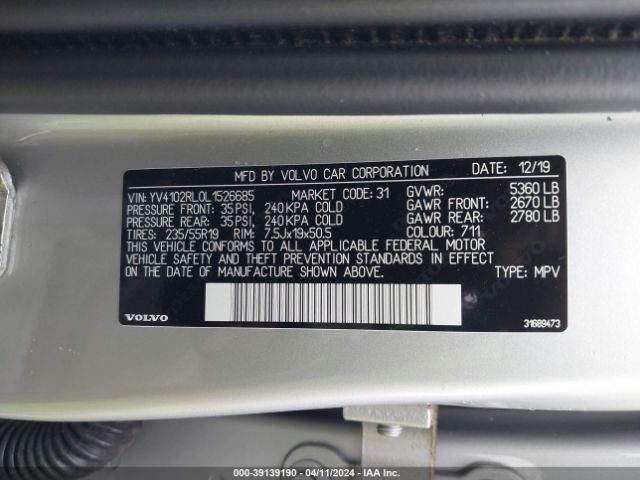 MFD BY VOLVO CAR CORPORATION DATE: 12/19
VIN: YV4102RL0L1526685 MARKET CODE: 31 GVWR: 5360 LB
PRESSURE FRONT: 35 PSI, 240 KPA COLD GAWR FRONT: 2670 LB
PRESSURE REAR: 35 PSI, 240 KPA COLD GAWR REAR: 2780 LB
TIRES: 235/55R19 RIM: 7.5Jx19x50.5 COLOUR: 711
THIS VEHICLE CONFORMS TO ALL APPLICABLE FEDERAL MOTOR
VEHICLE SAFETY AND THEFT PREVENTION STANDARDS IN EFFECT
ON THE DATE OF MANUFACTURE SHOWN ABOVE. TYPE: MPV
VOLVO 31689473
000-39139190 - 04/11/2024 - IAA Inc.